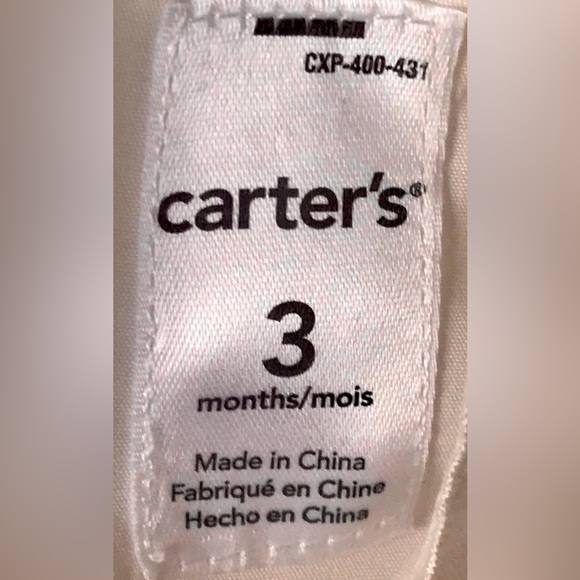 CXP-400-431
carter's®
3
months/mois
Made in China
Fabriqué en Chine
Hecho en China